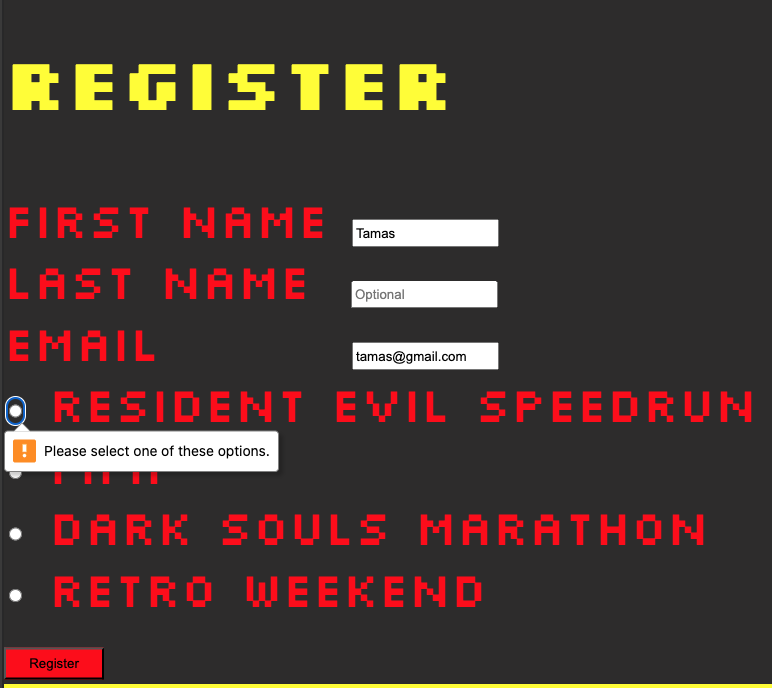 REGISTER
FIRST NAME Tamas
LAST NAME Optional
EMAIL tamas@gmail.com
RESIDENT EVIL SPEEDRUN
Please select one of these options.
DARK SOULS MARATHON
RETRO WEEKEND
Register